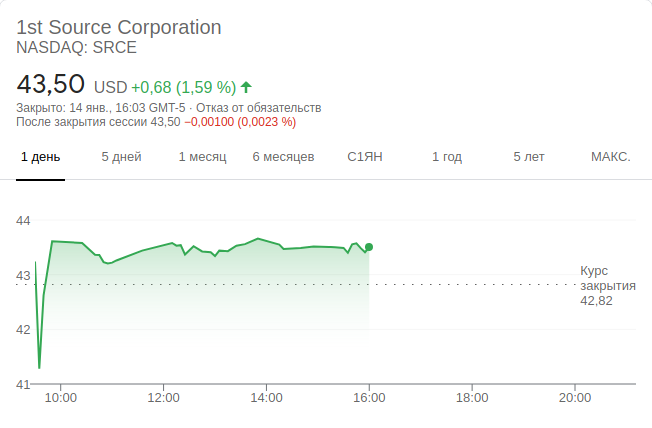 1st Source Corporation
NASDAQ: SRCE
43,50 USD +0,68 (1,59 %)
Закрыто: 14 янв., 16:03 GMT-5 · Отказ от обязательств
После закрытия сессии 43,50 −0,00100 (0,0023 %)
1 день 5 дней 1 месяц 6 месяцев С1ЯН 1 год 5 лет МАКС.
44
43
42
41
Курс
закрытия
42,82
10:00 12:00 14:00 16:00 18:00 20:00